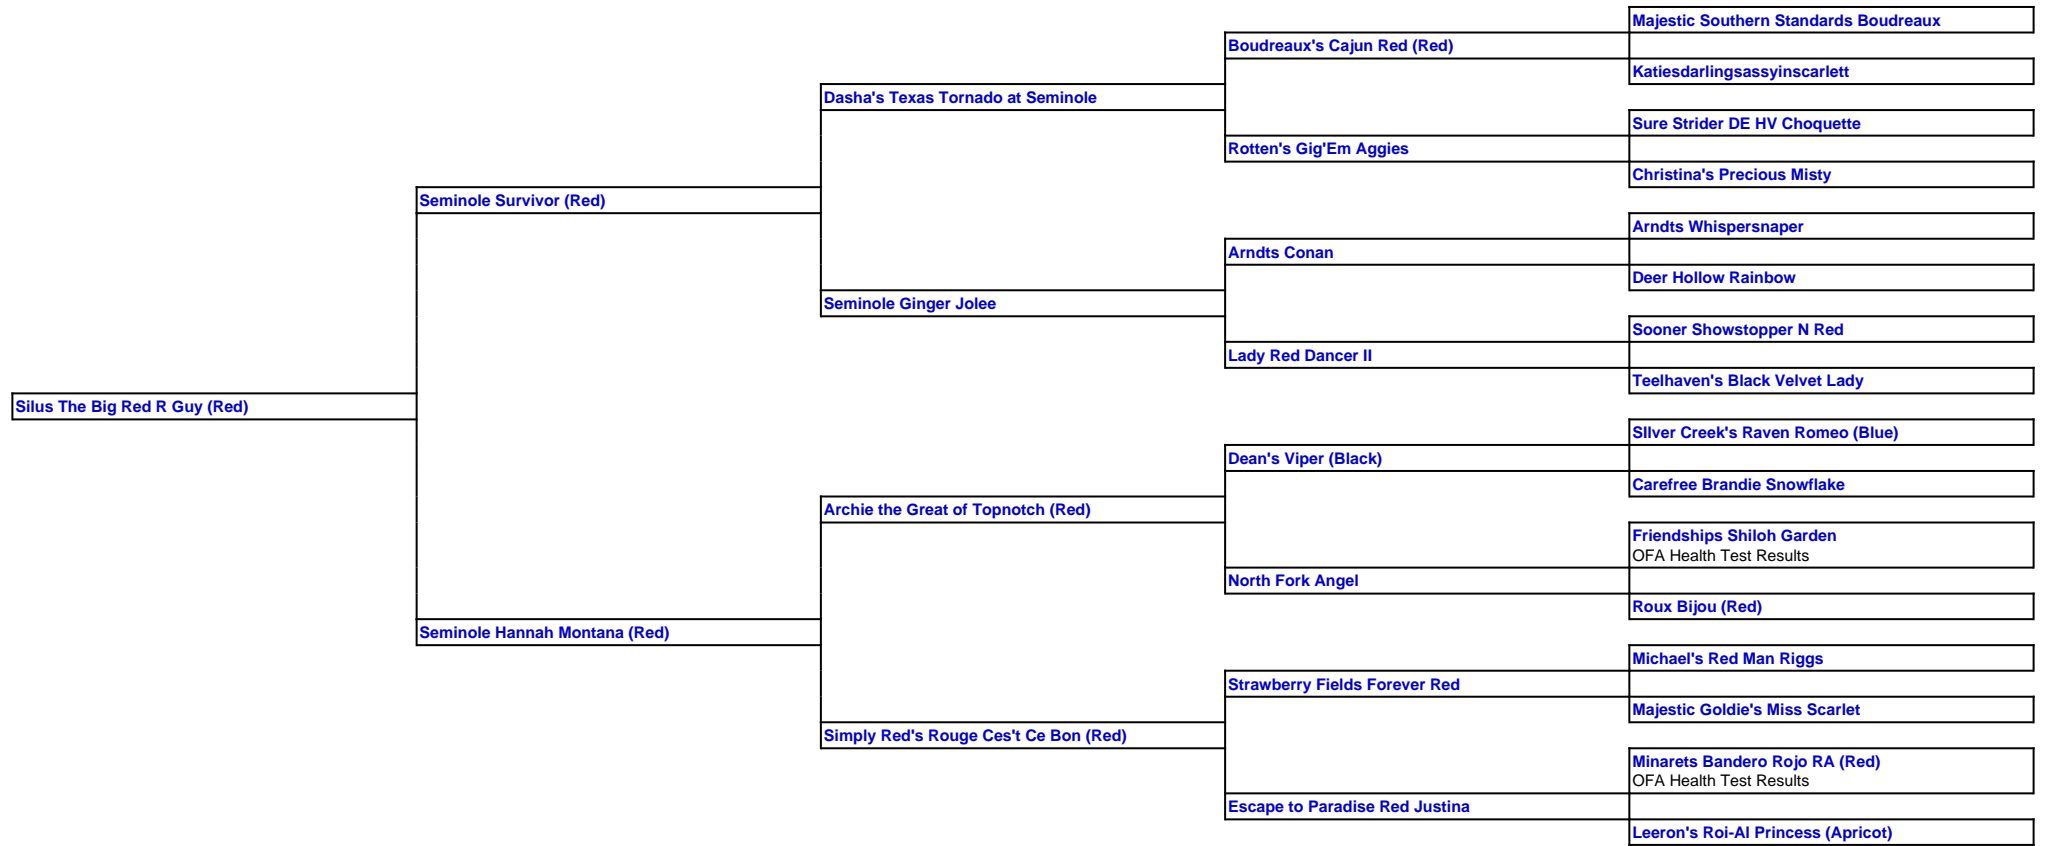 Majestic Southern Standards Boudreaux
Boudreaux's Cajun Red (Red)
Katiesdarlingsassyinscarlett
Dasha's Texas Tornado at Seminole
Sure Strider DE HV Choquette
Rotten's Gig'Em Aggies
Christina's Precious Misty
Seminole Survivor (Red)
Arndts Whispersnaper
Arndts Conan
Deer Hollow Rainbow
Seminole Ginger Jolee
Sooner Showstopper N Red
Lady Red Dancer II
Teelhaven's Black Velvet Lady
Silus The Big Red R Guy (Red)
SIlver Creek's Raven Romeo (Blue)
Dean's Viper (Black)
Carefree Brandie Snowflake
Archie the Great of Topnotch (Red)
Friendships Shiloh Garden
OFA Health Test Results
North Fork Angel
Roux Bijou (Red)
Seminole Hannah Montana (Red)
Michael's Red Man Riggs
Strawberry Fields Forever Red
Majestic Goldie's Miss Scarlet
Simply Red's Rouge Ces't Ce Bon (Red)
Minarets Bandero Rojo RA (Red)
OFA Health Test Results
Escape to Paradise Red Justina
Leeron's Roi-Al Princess (Apricot)